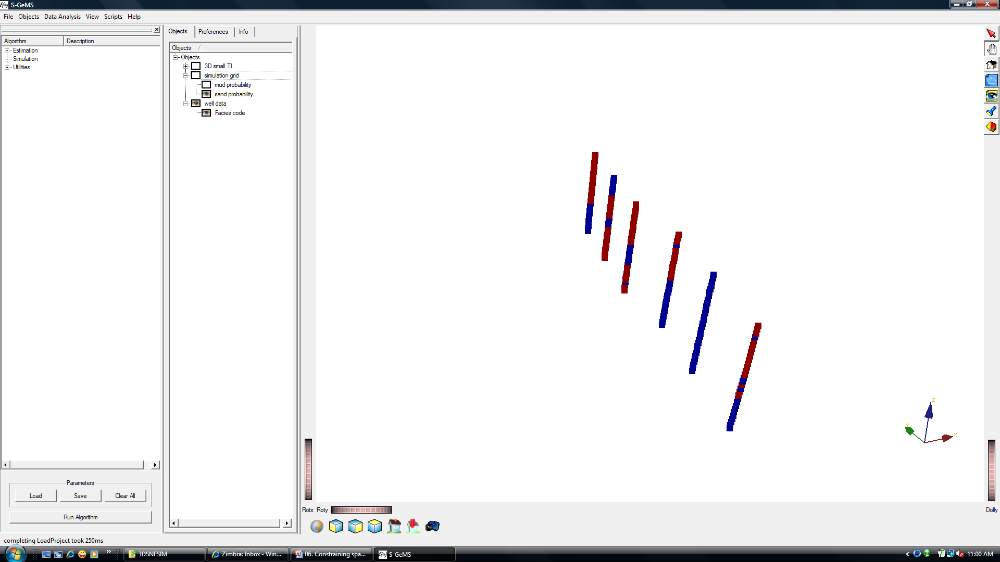 S-GeMS
File Objects Data Analysis View Scripts Help
Algorithm Description
Estimation
Simulation
Utilities
Parameters
Load Save Clear All
Run Algorithm
completing LoadProject took 250ms
Objects Preferences Info
Objects
Objects
3D small TI
simulation grid
mud probability
sand probability
well data
Facies code
Z
Y
X
Rotx Roty
Dolly
3DSNESIM
Zimbra: Inbox - Win...
06. Constraining spa...
S-GeMS
11:00 AM